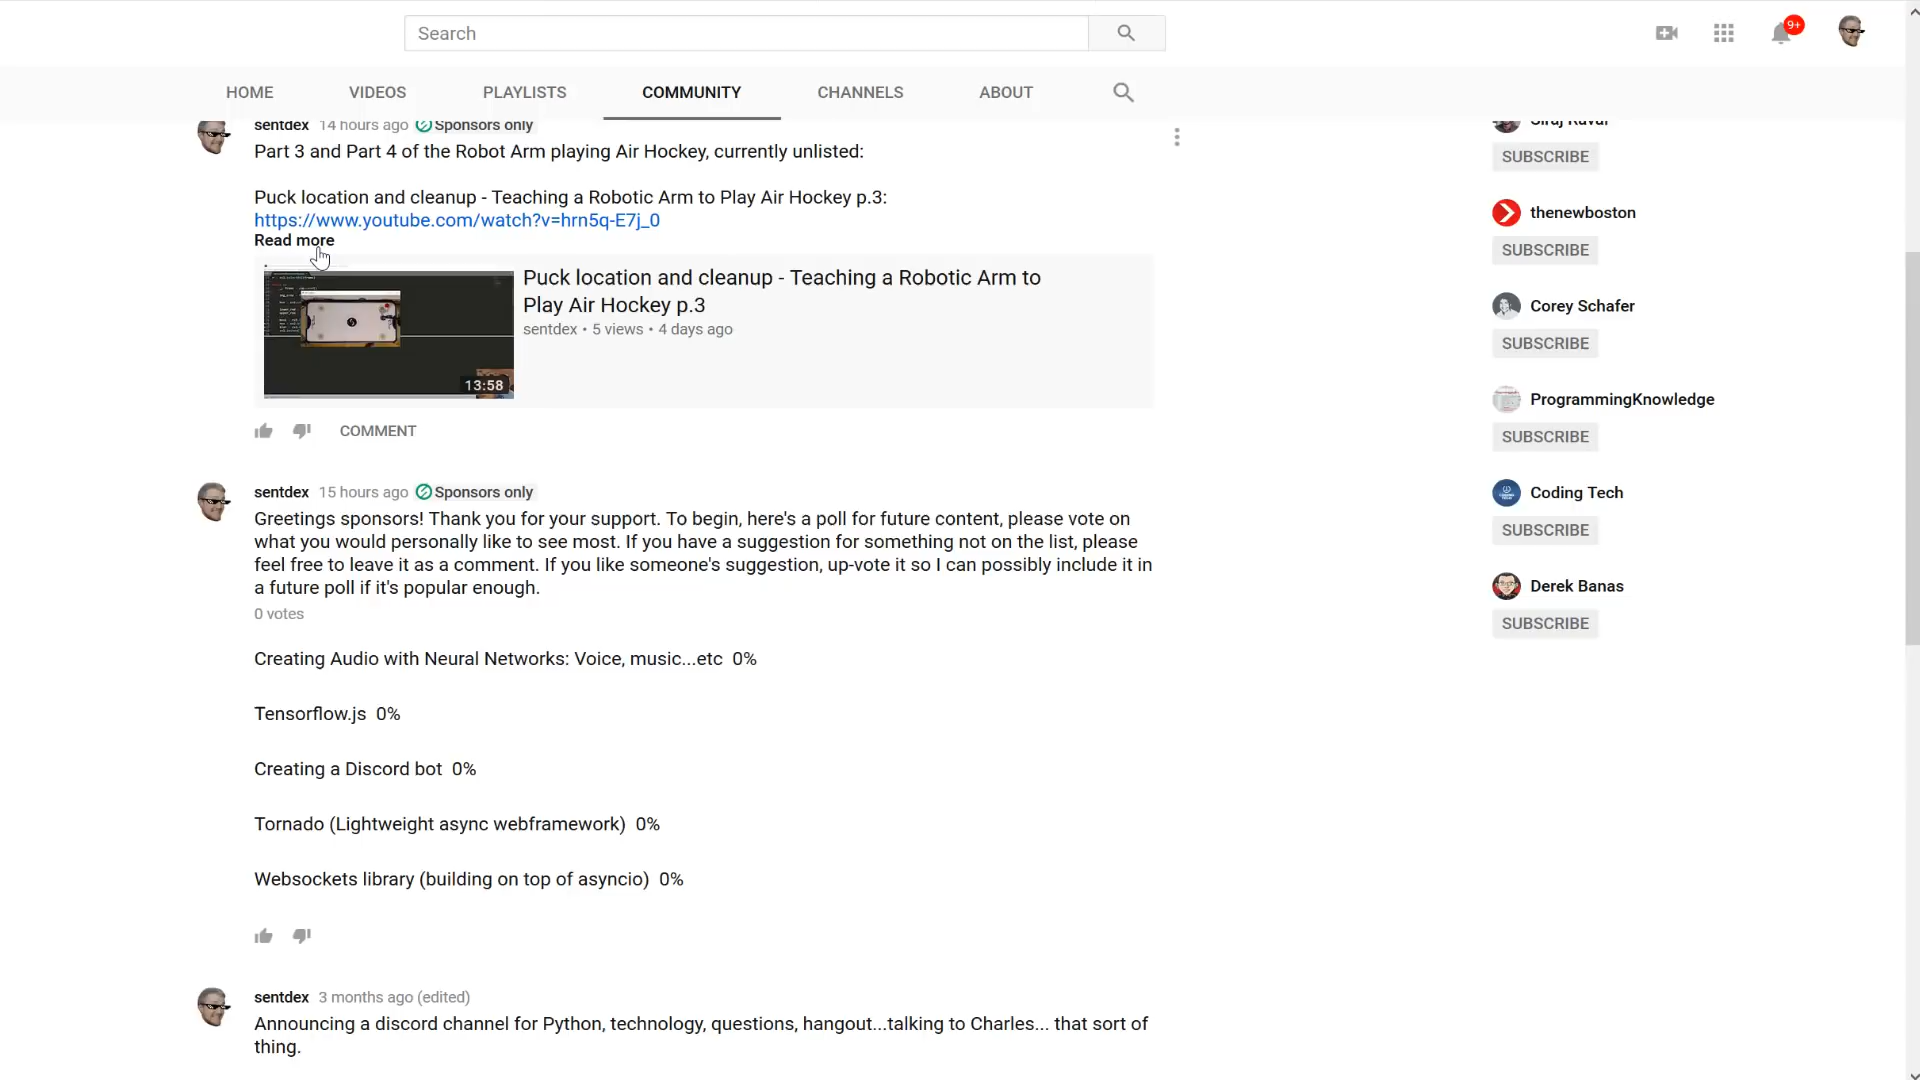 Search
9+
HOME VIDEOS PLAYLISTS COMMUNITY CHANNELS ABOUT
sentdex 14 hours ago Sponsors only
Part 3 and Part 4 of the Robot Arm playing Air Hockey, currently unlisted:
Puck location and cleanup - Teaching a Robotic Arm to Play Air Hockey p.3:
https://www.youtube.com/watch?v=hrn5q-E7j_0
Read more
Puck location and cleanup - Teaching a Robotic Arm to
Play Air Hockey p.3
sentdex • 5 views • 4 days ago
13:58
COMMENT
sentdex 15 hours ago Sponsors only
Greetings sponsors! Thank you for your support. To begin, here's a poll for future content, please vote on
what you would personally like to see most. If you have a suggestion for something not on the list, please
feel free to leave it as a comment. If you like someone's suggestion, up-vote it so I can possibly include it in
a future poll if it's popular enough.
0 votes
Creating Audio with Neural Networks: Voice, music...etc 0%
Tensorflow.js 0%
Creating a Discord bot 0%
Tornado (Lightweight async webframework) 0%
Websockets library (building on top of asyncio) 0%
sentdex 3 months ago (edited)
Announcing a discord channel for Python, technology, questions, hangout...talking to Charles... that sort of
thing.
Siraj Raval
SUBSCRIBE
thenewboston
SUBSCRIBE
Corey Schafer
SUBSCRIBE
ProgrammingKnowledge
SUBSCRIBE
Coding Tech
SUBSCRIBE
Derek Banas
SUBSCRIBE